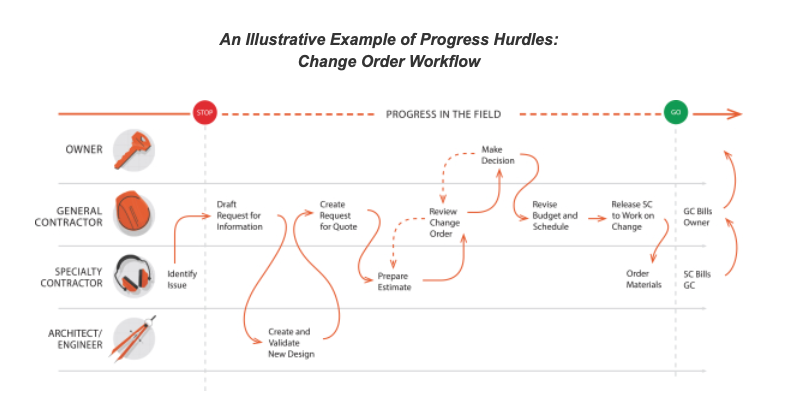 An Illustrative Example of Progress Hurdles:
Change Order Workflow
STOP
PROGRESS IN THE FIELD
GO
OWNER
Make
Decision
GENERAL
CONTRACTOR
Draft
Request for
Information
Create
Request
for Quote
Review
Change
Order
Revise
Budget and
Schedule
Release SC
to Work on
Change
GC Bills
Owner
SPECIALTY
CONTRACTOR
Identify
Issue
Prepare
Estimate
Order
Materials
SC Bills
GC
ARCHITECT/
ENGINEER
Create and
Validate
New Design